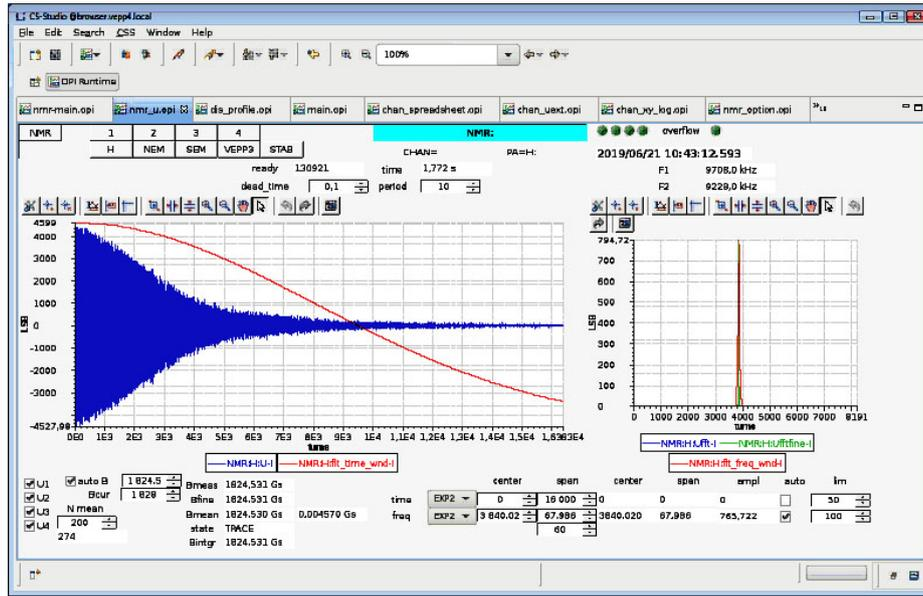 CS-Studio @browser.vepp4.local
File Edit Search CSS Window Help
100%
OPI Runtime
nmr-main.opi nmr_u.opi dia_profile.opi main.opi chan_spreadsheet.opi chan_uext.opi chan_xy_log.opi nmr_option.opi
NMR 1 2 3 4 NMR: overflow
H NEM SEM VEPP3 STAB CHAN= PA=H: 2019/06/21 10:43:12.593
ready 130921 time 1,772 s F1 9708,0 kHz
dead_time 0,1 period 10 F2 9229,0 kHz
4599
4000
3000
2000
1000
0
-1000
-2000
-3000
-4527,98
LSB
0E0 1E3 2E3 3E3 4E3 5E3 6E3 7E3 8E3 9E3 1E4 1,1E4 1,2E4 1,3E4 1,4E4 1,5E4 1,6383E4
time
NMR:H:U-I NMR:H:flt_time_wnd-I
794,72
700
600
500
400
300
200
100
0
LSB
0 1000 2000 3000 4000 5000 6000 7000 8191
time
NMR:H:Ufft-I NMR:H:Ufftfine-I
NMR:H:flt_freq_wnd-I
U1 auto B 1 824.5
U2 Bcur 1 828
U3 N mean
U4 200
274
Bmeas 1824,531 Gs
Bfine 1824,531 Gs
Bmean 1824,530 Gs 0,004570 Gs
state TRACE
Bintgr 1824.531 Gs
center span center span ampl auto lim
time EXP2 0 16 000 0 0 0 50
freq EXP2 3 840.02 67.986 3840.020 67,986 765,722 100
60